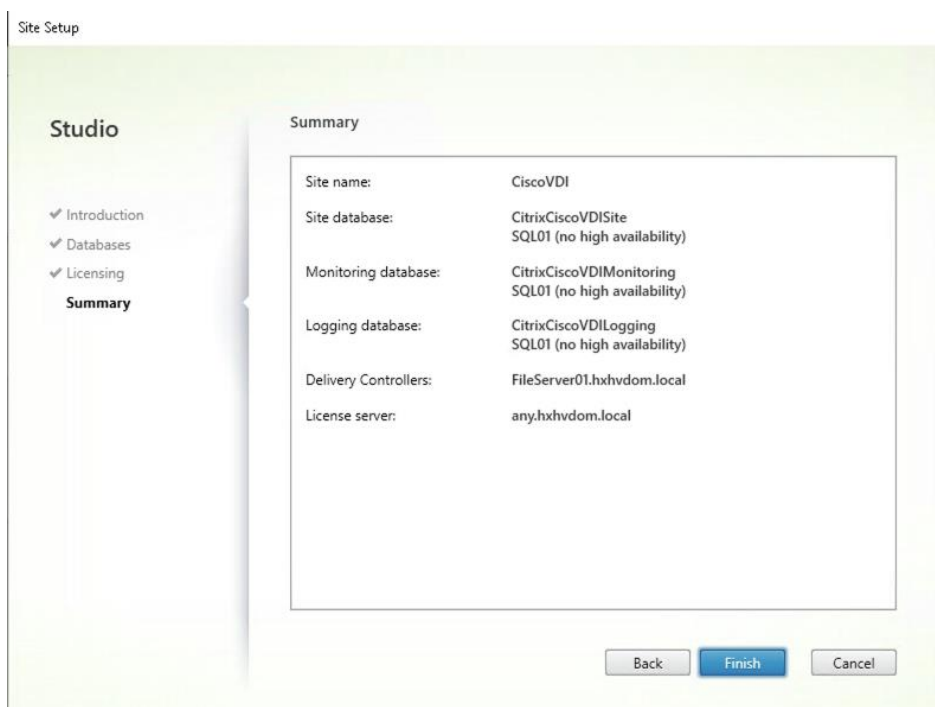 Site Setup
Studio
✔ Introduction
✔ Databases
✔ Licensing
Summary
Summary
Site name: CiscoVDI
Site database: CitrixCiscoVDISite
SQL01 (no high availability)
Monitoring database: CitrixCiscoVDIMonitoring
SQL01 (no high availability)
Logging database: CitrixCiscoVDILogging
SQL01 (no high availability)
Delivery Controllers: FileServer01.hxhvdom.local
License server: any.hxhvdom.local
Back Finish Cancel